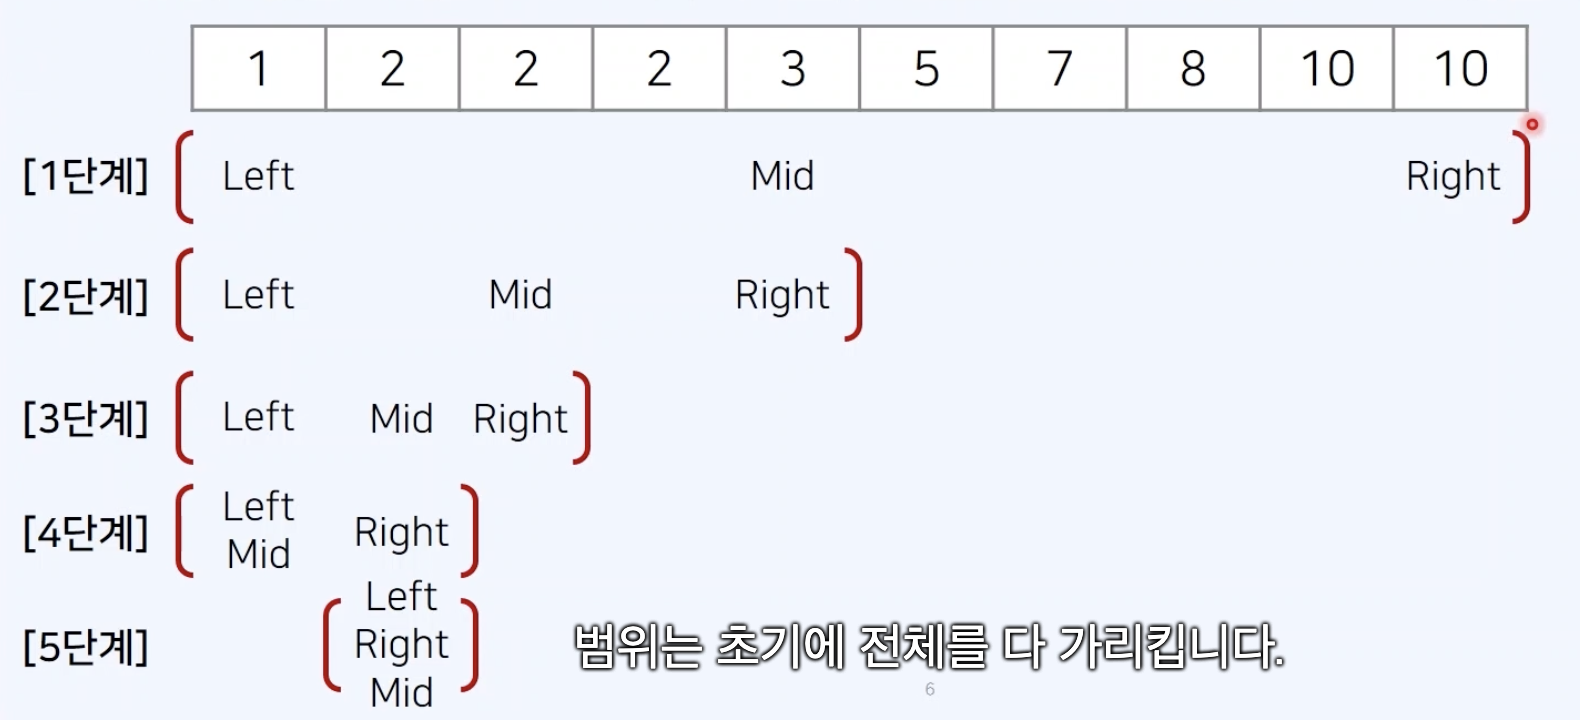 1 2 2 2 3 5 7 8 10 10
[1단계] Left Mid Right
[2단계] Left Mid Right
[3단계] Left Mid Right
[4단계] Left Mid Right
[5단계] Left Right Mid
범위는 초기에 전체를 다 가리킵니다.
6